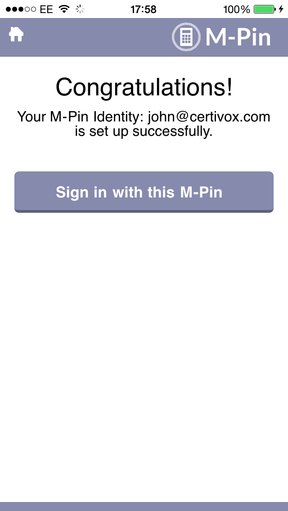 EE 17:58 100%
M-Pin
Congratulations!
Your M-Pin Identity: john@certivox.com
is set up successfully.
Sign in with this M-Pin